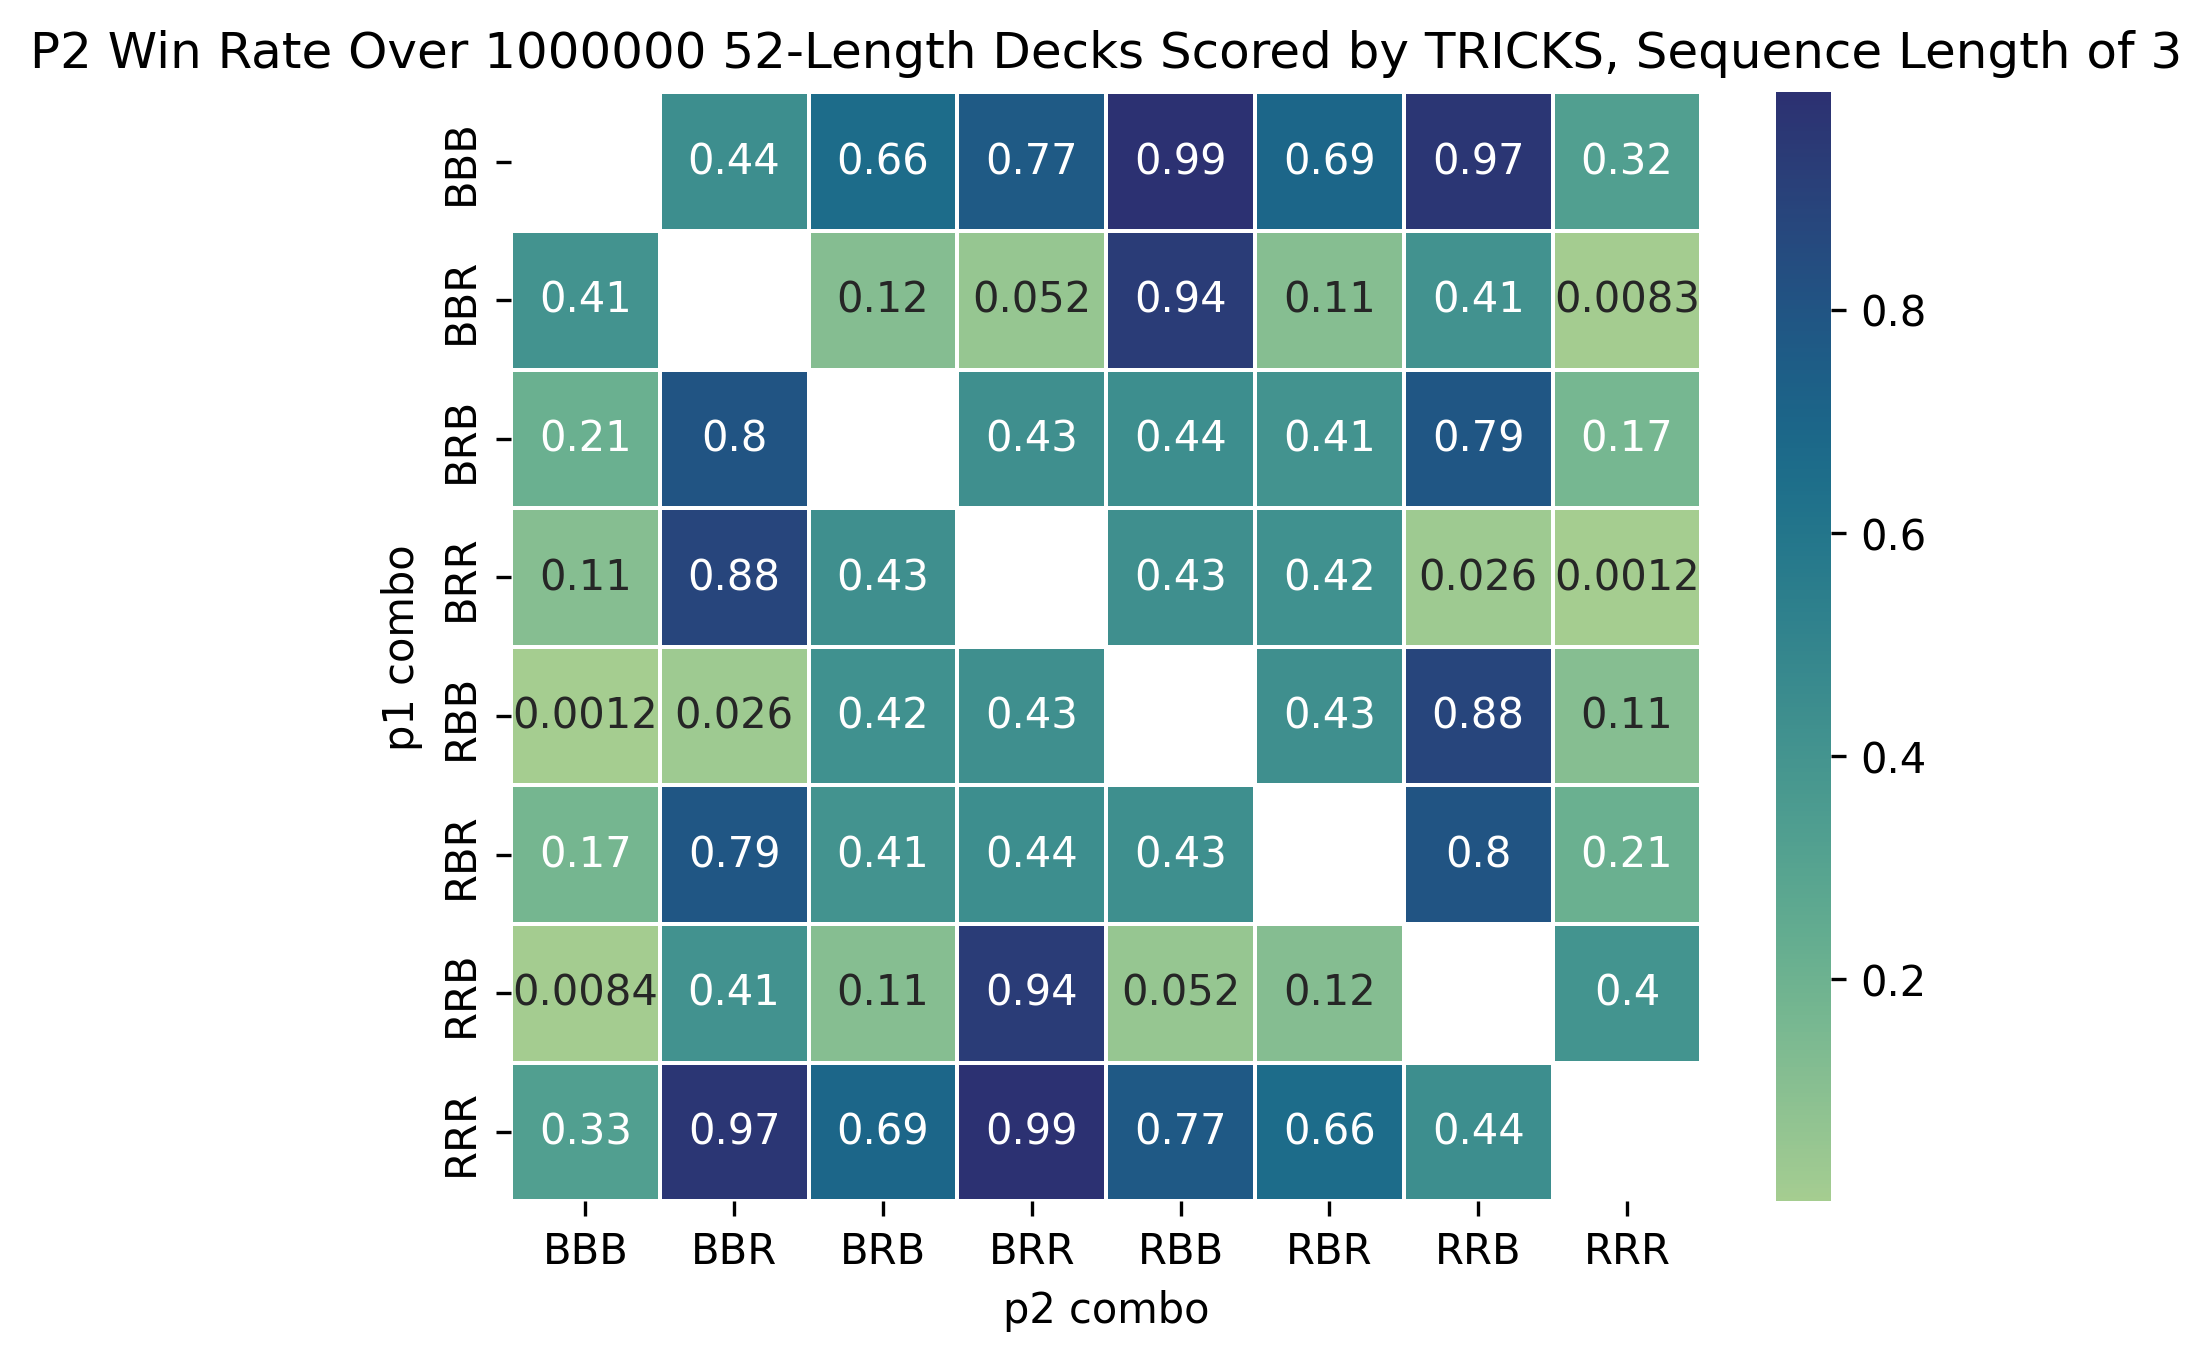 P2 Win Rate Over 1000000 52-Length Decks Scored by TRICKS, Sequence Length of 3
p1 combo
BBB 0.44 0.66 0.77 0.99 0.69 0.97 0.32
BBR 0.41 0.12 0.052 0.94 0.11 0.41 0.0083
BRB 0.21 0.8 0.43 0.44 0.41 0.79 0.17
BRR 0.11 0.88 0.43 0.43 0.42 0.026 0.0012
RBB 0.0012 0.026 0.42 0.43 0.43 0.88 0.11
RBR 0.17 0.79 0.41 0.44 0.43 0.8 0.21
RRB 0.0084 0.41 0.11 0.94 0.052 0.12 0.4
RRR 0.33 0.97 0.69 0.99 0.77 0.66 0.44
BBB BBR BRB BRR RBB RBR RRB RRR
p2 combo
0.8
0.6
0.4
0.2